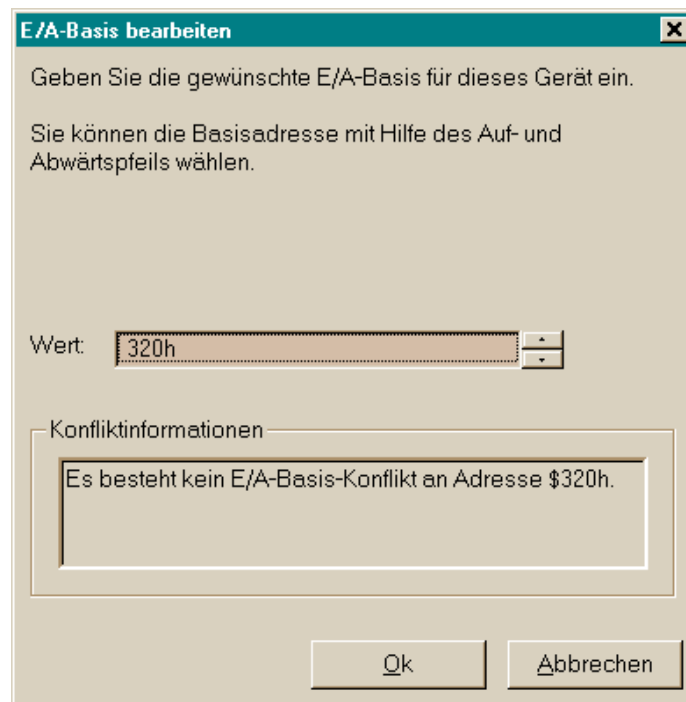 E/A-Basis bearbeiten
Geben Sie die gewünschte E/A-Basis für dieses Gerät ein.
Sie können die Basisadresse mit Hilfe des Auf- und
Abwärtspfeils wählen.
Wert: 320h
Konfliktinformationen
Es besteht kein E/A-Basis-Konflikt an Adresse $320h.
Ok Abbrechen